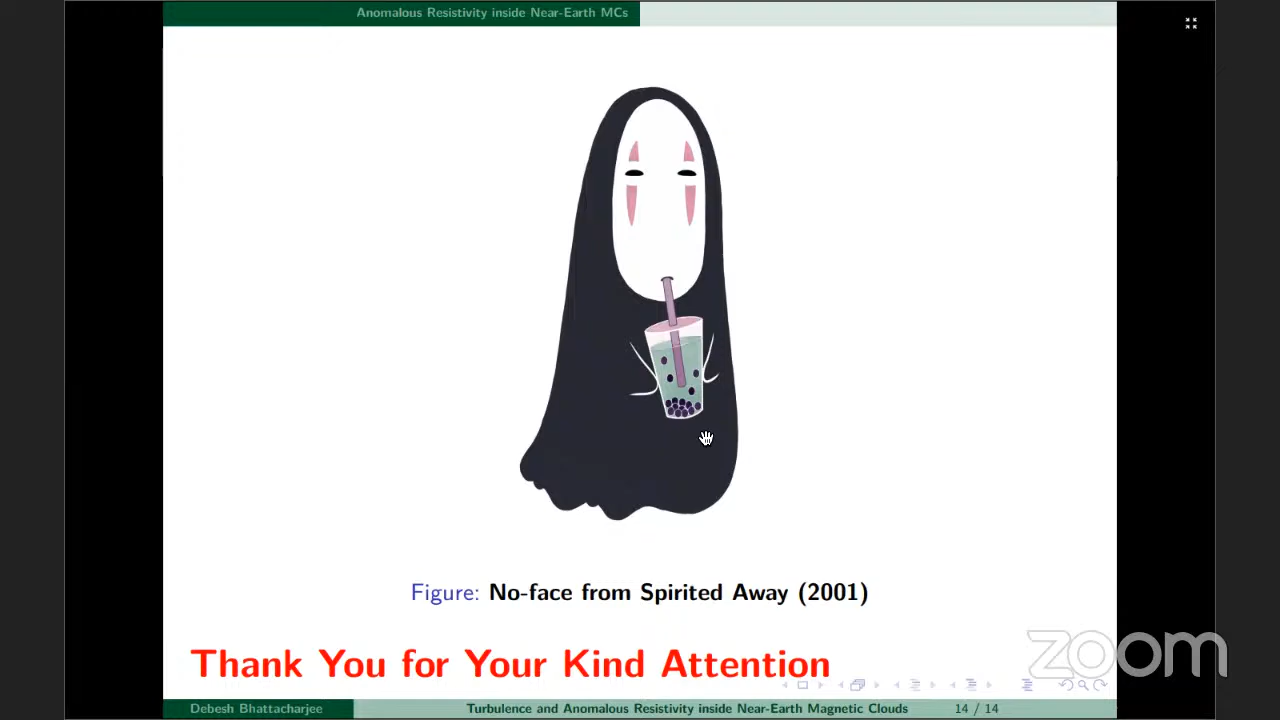 Anomalous Resistivity inside Near-Earth MCs
Figure: No-face from Spirited Away (2001)
Thank You for Your Kind Attention
zoom
Debesh Bhattacharjee
Turbulence and Anomalous Resistivity inside Near-Earth Magnetic Clouds
14 / 14